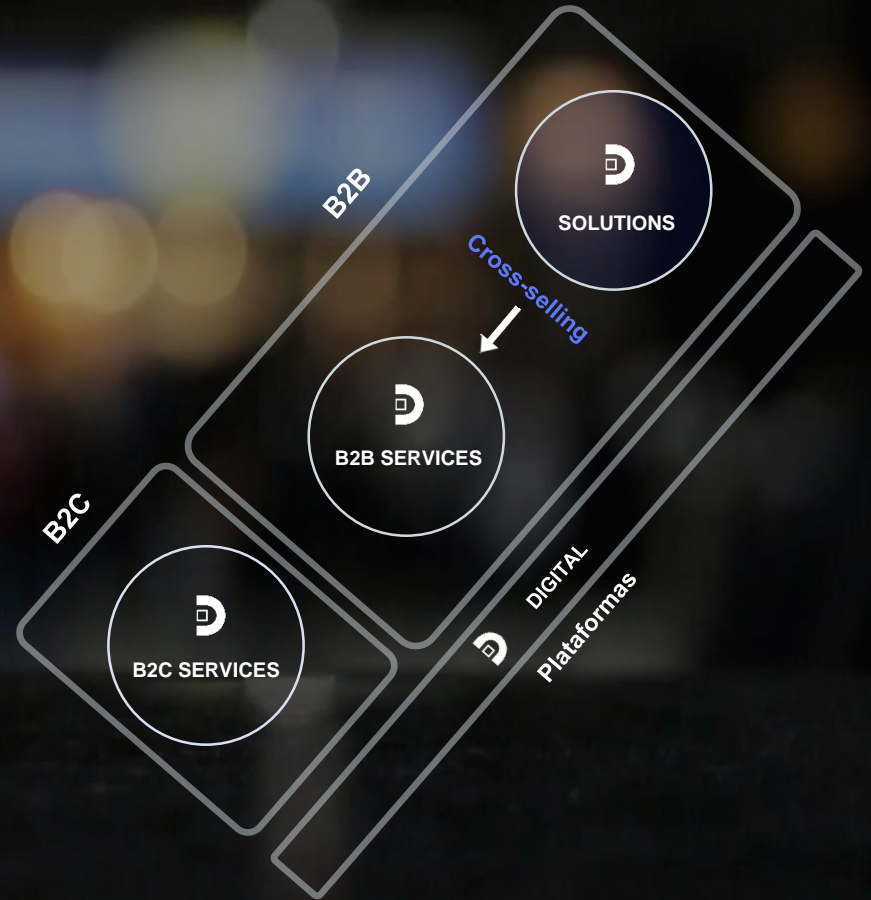 B2B
SOLUTIONS
Cross-selling
B2B SERVICES
B2C
B2C SERVICES
DIGITAL
Plataformas